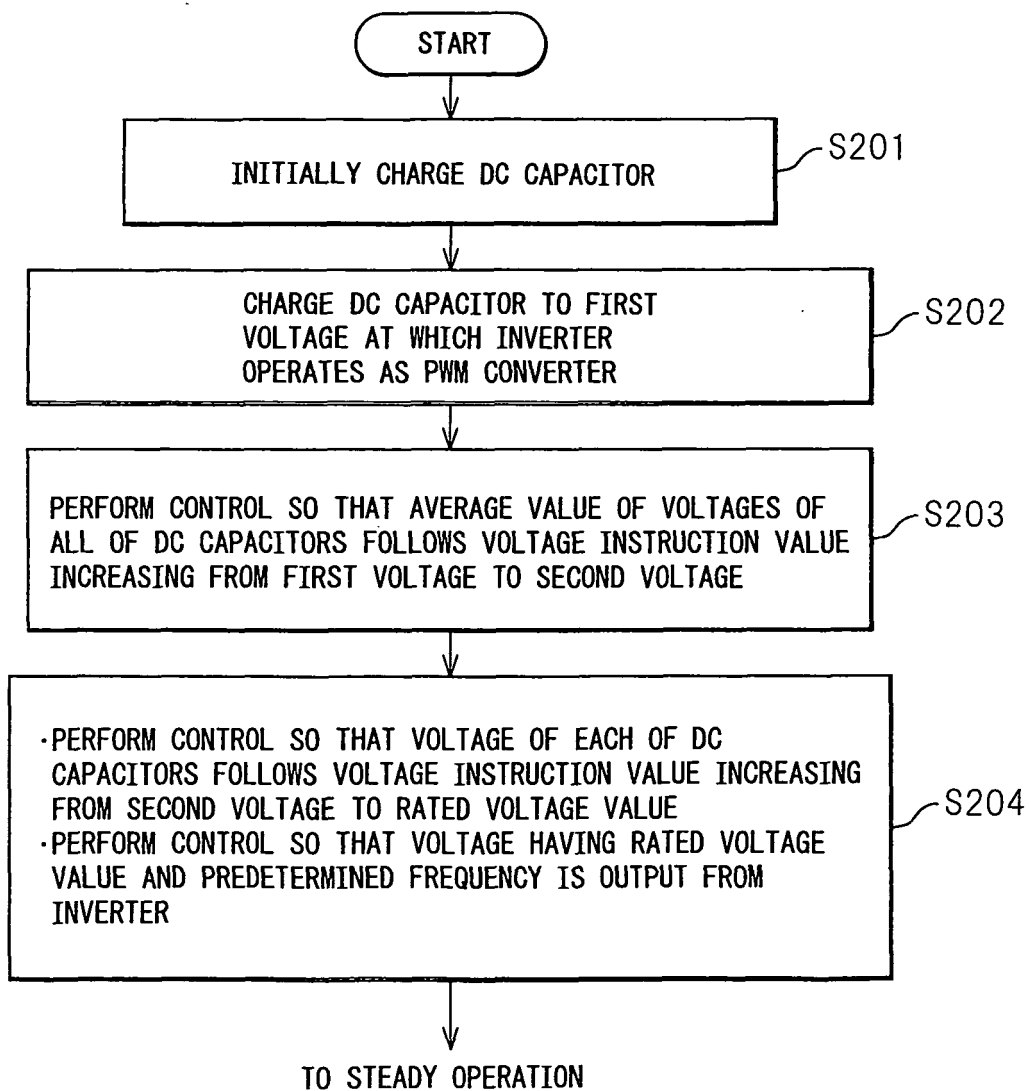 START
INITIALLY CHARGE DC CAPACITOR
S201
CHARGE DC CAPACITOR TO FIRST
VOLTAGE AT WHICH INVERTER
OPERATES AS PWM CONVERTER
S202
PERFORM CONTROL SO THAT AVERAGE VALUE OF VOLTAGES OF
ALL OF DC CAPACITORS FOLLOWS VOLTAGE INSTRUCTION VALUE
INCREASING FROM FIRST VOLTAGE TO SECOND VOLTAGE
S203
·PERFORM CONTROL SO THAT VOLTAGE OF EACH OF DC
CAPACITORS FOLLOWS VOLTAGE INSTRUCTION VALUE INCREASING
FROM SECOND VOLTAGE TO RATED VOLTAGE VALUE
·PERFORM CONTROL SO THAT VOLTAGE HAVING RATED VOLTAGE
VALUE AND PREDETERMINED FREQUENCY IS OUTPUT FROM
INVERTER
S204
TO STEADY OPERATION